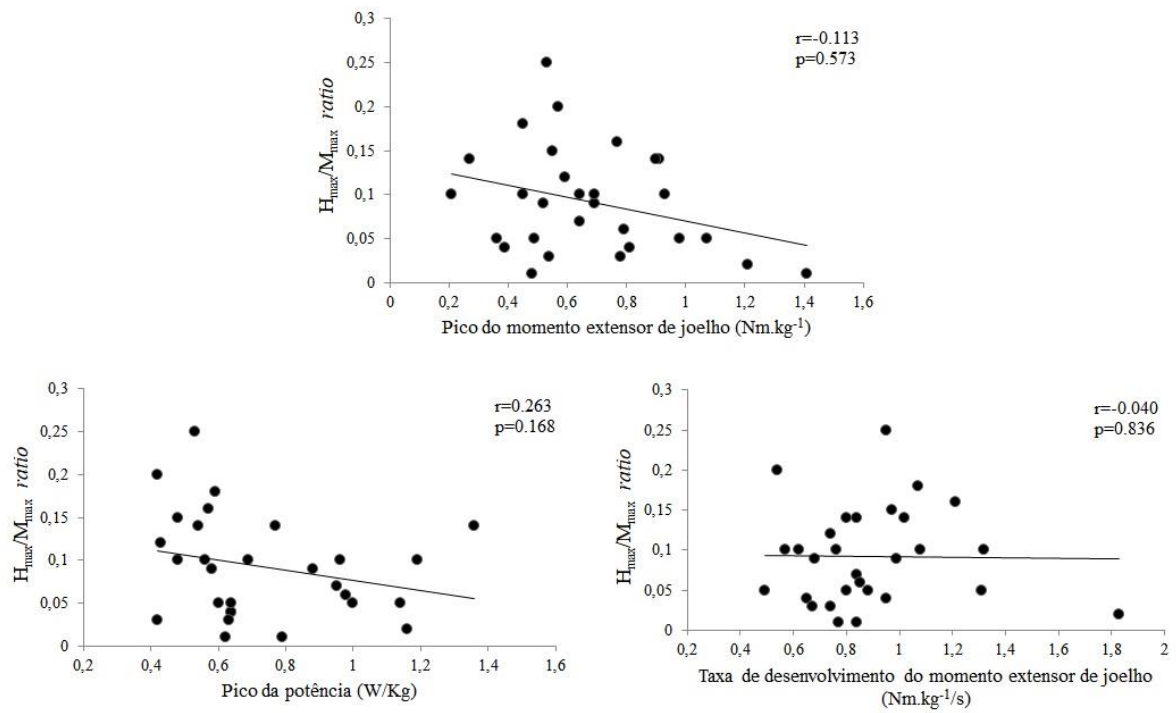 0,3
r=-0.113
p=0.573
0,25
0,2
0,15
0,1
0,05
0
H_max/M_max ratio
0 0,2 0,4 0,6 0,8 1 1,2 1,4 1,6
Pico do momento extensor de joelho (Nm.kg⁻¹)
0,3
r=0.263
p=0.168
0,25
0,2
0,15
0,1
0,05
0
H_max/M_max ratio
0,2 0,4 0,6 0,8 1 1,2 1,4 1,6
Pico da potência (W/Kg)
0,3
r=-0.040
p=0.836
0,25
0,2
0,15
0,1
0,05
0
H_max/M_max ratio
0,2 0,4 0,6 0,8 1 1,2 1,4 1,6 1,8 2
Taxa de desenvolvimento do momento extensor de joelho
(Nm.kg⁻¹/s)